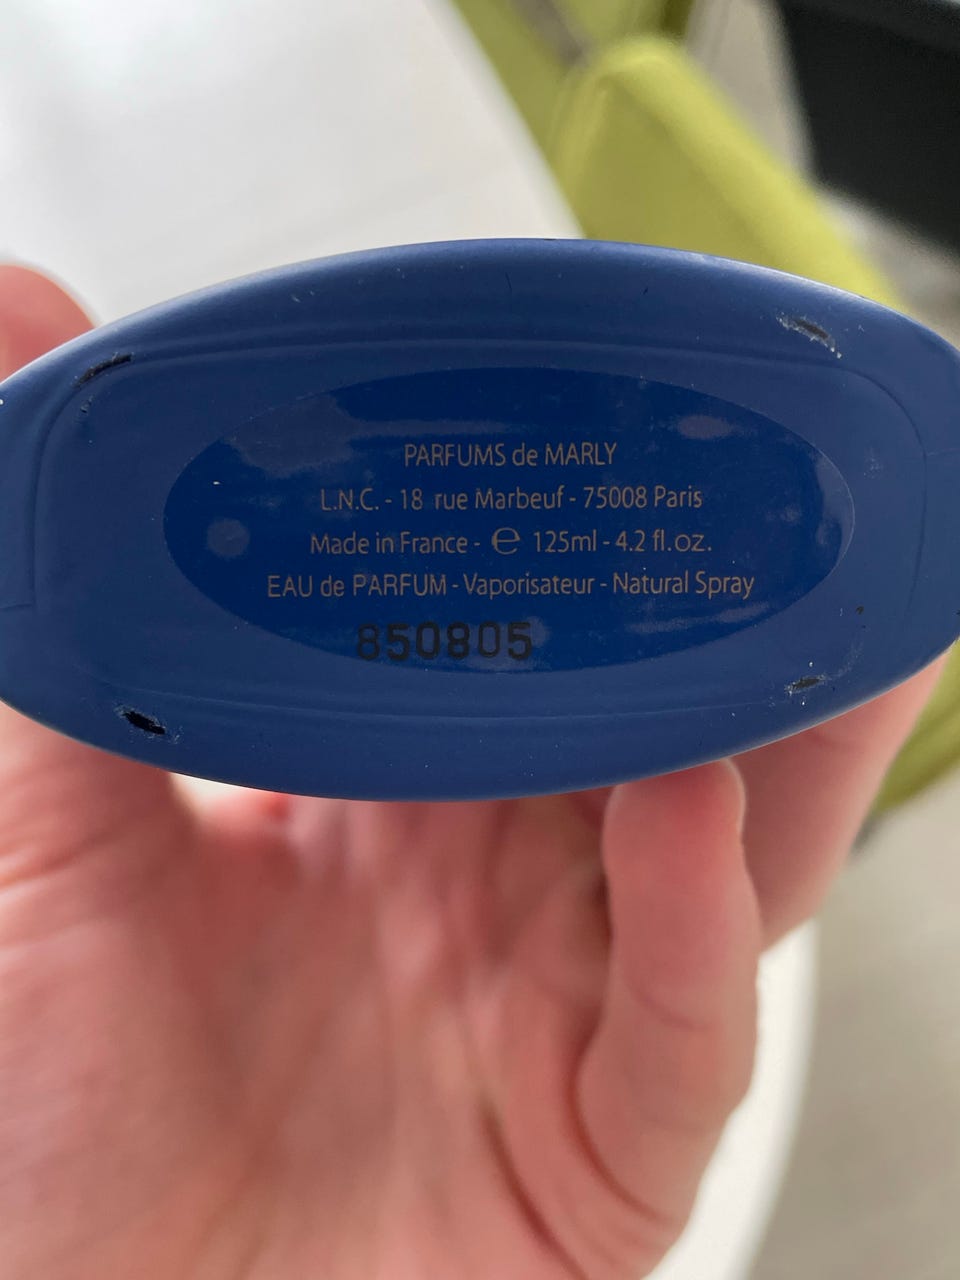 PARFUMS de MARLY
L.N.C. - 18 rue Marbeuf - 75008 Paris
Made in France - ℮ 125ml - 4.2 fl.oz.
EAU de PARFUM - Vaporisateur - Natural Spray
850805